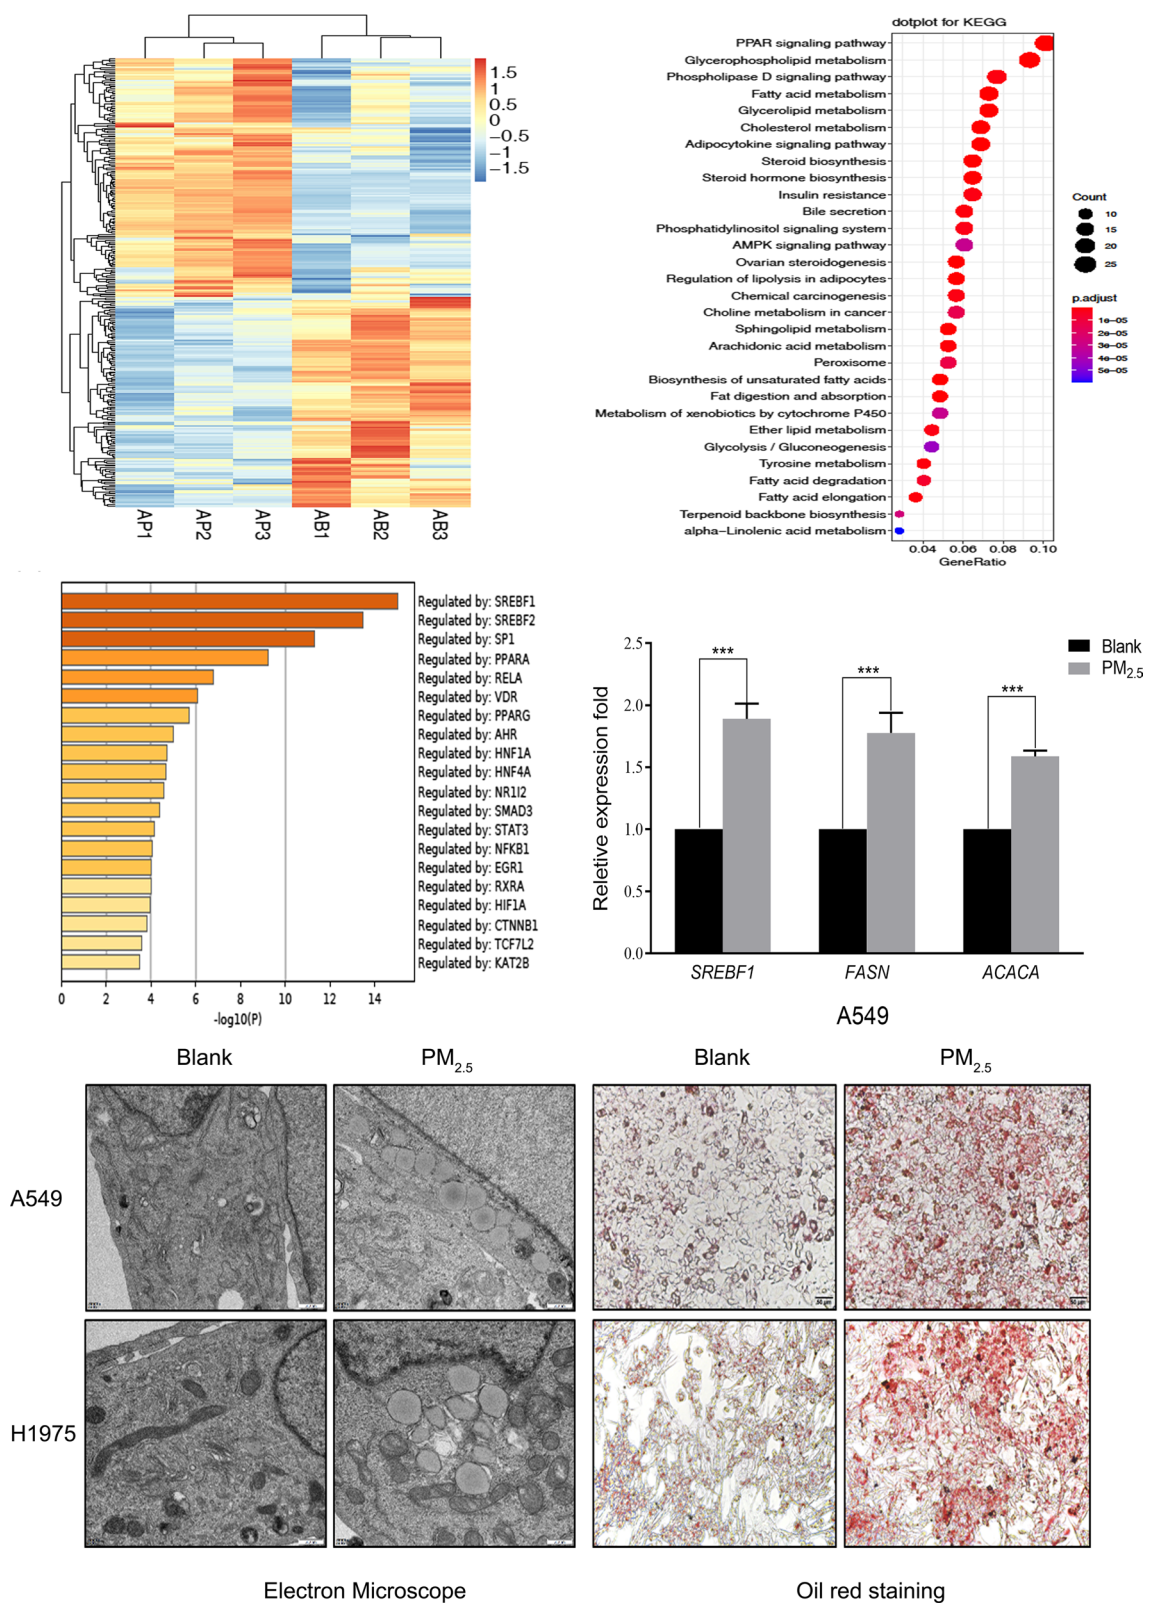 1.5
1
0.5
0
−0.5
−1
−1.5
AP1
AP2
AP3
AB1
AB2
AB3
dotplot for KEGG
PPAR signaling pathway
Glycerophospholipid metabolism
Phospholipase D signaling pathway
Fatty acid metabolism
Glycerolipid metabolism
Cholesterol metabolism
Adipocytokine signaling pathway
Steroid biosynthesis
Steroid hormone biosynthesis
Insulin resistance
Bile secretion
Phosphatidylinositol signaling system
AMPK signaling pathway
Ovarian steroidogenesis
Regulation of lipolysis in adipocytes
Chemical carcinogenesis
Choline metabolism in cancer
Sphingolipid metabolism
Arachidonic acid metabolism
Peroxisome
Biosynthesis of unsaturated fatty acids
Fat digestion and absorption
Metabolism of xenobiotics by cytochrome P450
Ether lipid metabolism
Glycolysis / Gluconeogenesis
Tyrosine metabolism
Fatty acid degradation
Fatty acid elongation
Terpenoid backbone biosynthesis
alpha−Linolenic acid metabolism
0.04 0.06 0.08 0.10
GeneRatio
Count
10
15
20
25
p.adjust
1e−05
2e−05
3e−05
4e−05
5e−05
Regulated by: SREBF1
Regulated by: SREBF2
Regulated by: SP1
Regulated by: PPARA
Regulated by: RELA
Regulated by: VDR
Regulated by: PPARG
Regulated by: AHR
Regulated by: HNF1A
Regulated by: HNF4A
Regulated by: NR1I2
Regulated by: SMAD3
Regulated by: STAT3
Regulated by: NFKB1
Regulated by: EGR1
Regulated by: RXRA
Regulated by: HIF1A
Regulated by: CTNNB1
Regulated by: TCF7L2
Regulated by: KAT2B
0 2 4 6 8 10 12 14
-log10(P)
Reletive expression fold
2.5
2.0
1.5
1.0
0.5
0.0
*** *** ***
Blank
PM2.5
SREBF1 FASN ACACA
A549
Blank PM2.5 Blank PM2.5
A549
50 μm 50 μm
H1975
Electron Microscope Oil red staining